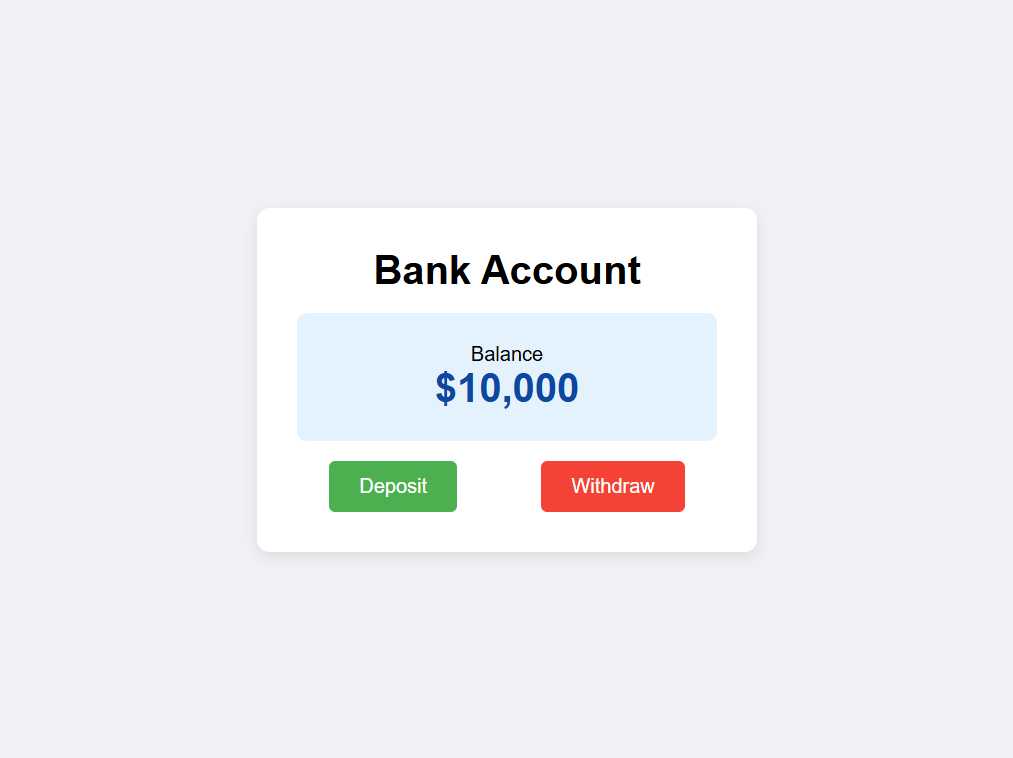 Bank Account
Balance
$10,000
Deposit
Withdraw